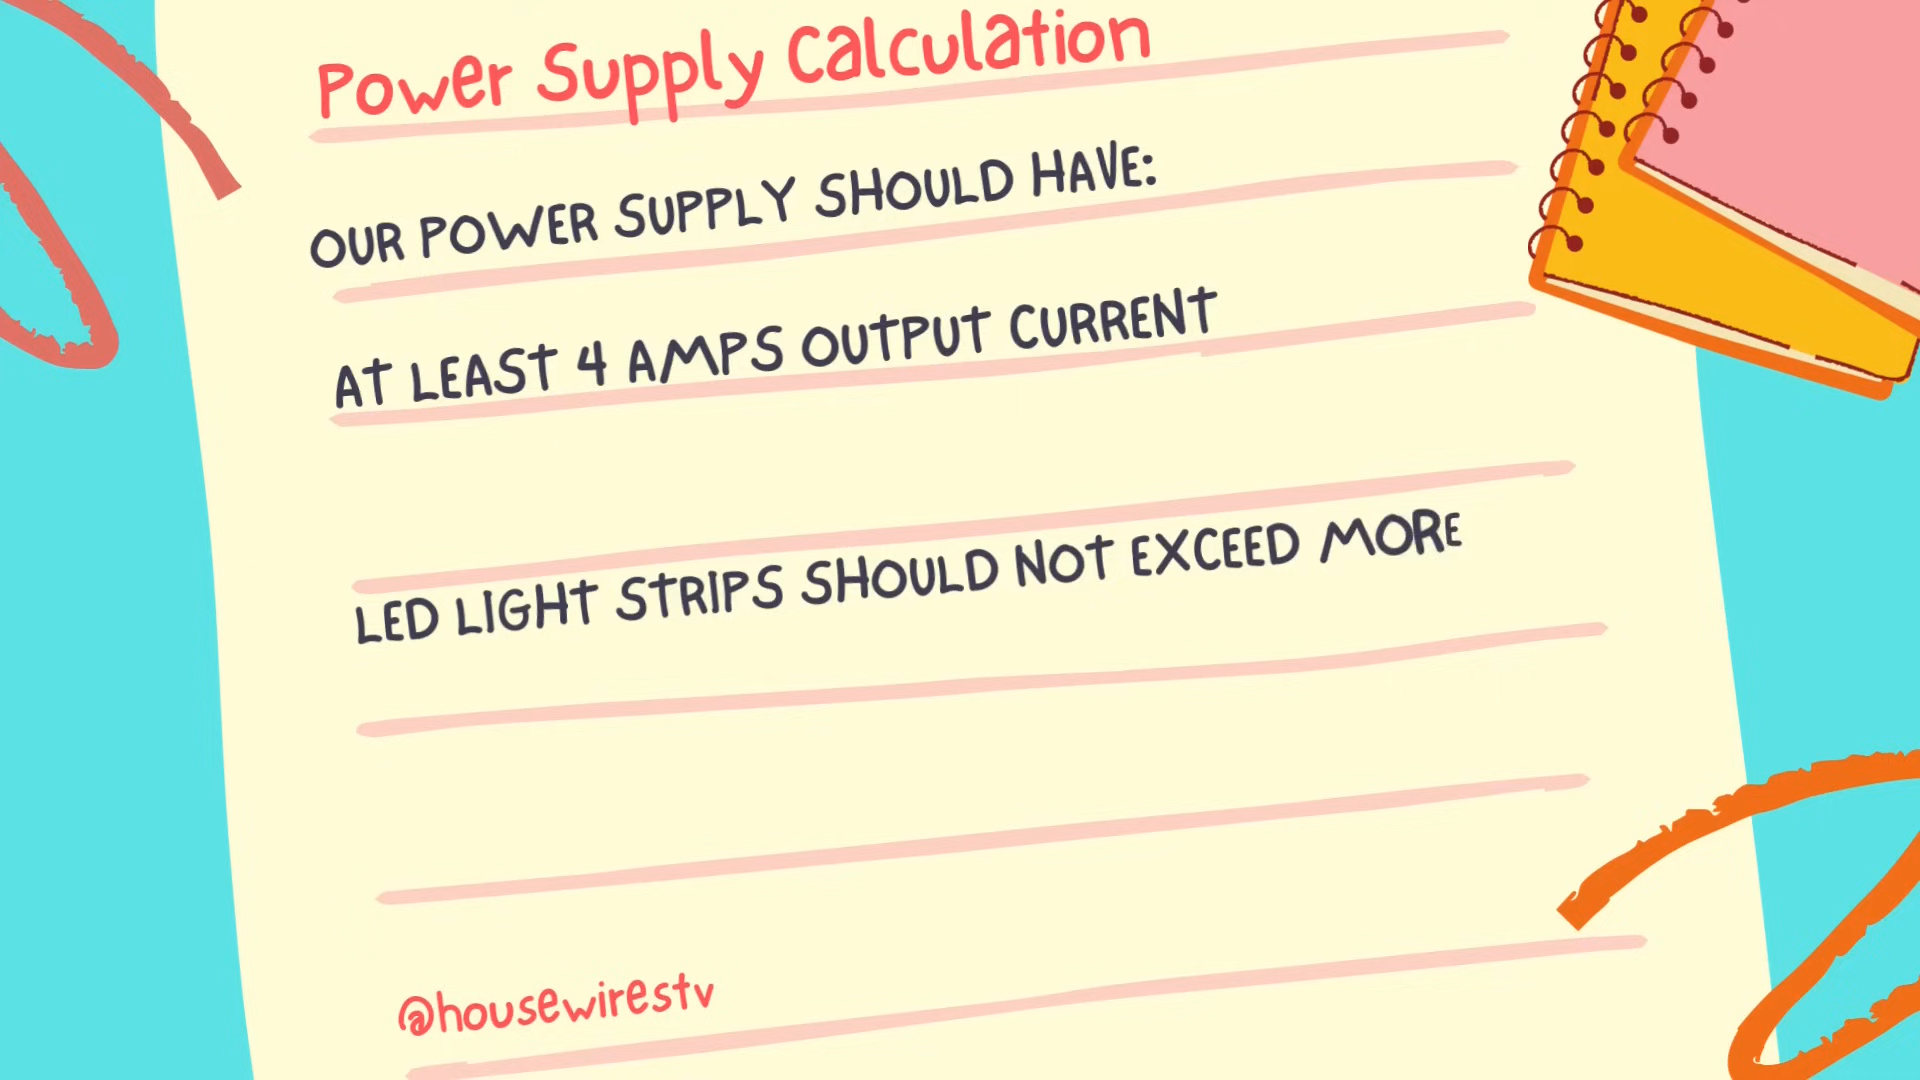 Power Supply Calculation
OUR POWER SUPPLY SHOULD HAVE:
AT LEAST 4 AMPS OUTPUT CURRENT
LED LIGHT STRIPS SHOULD NOT EXCEED MORE
@housewirestv